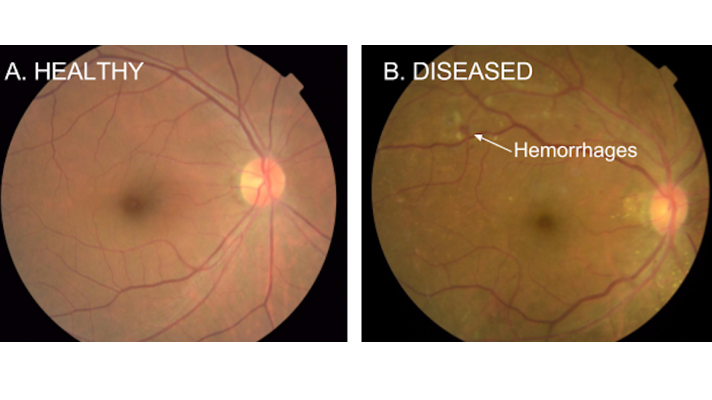 A. HEALTHY
B. DISEASED
Hemorrhages